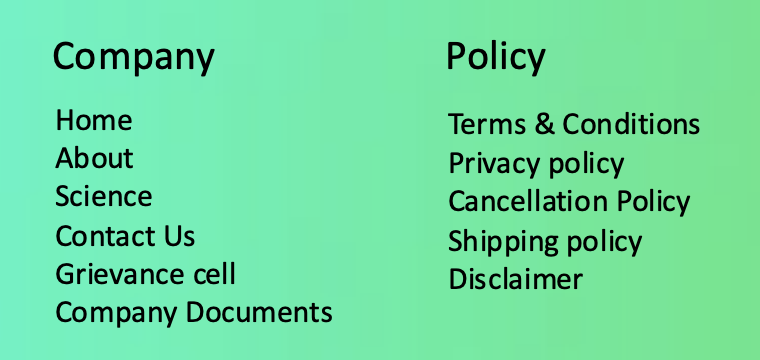 Company
Home
About
Science
Contact Us
Grievance cell
Company Documents
Policy
Terms & Conditions
Privacy policy
Cancellation Policy
Shipping policy
Disclaimer